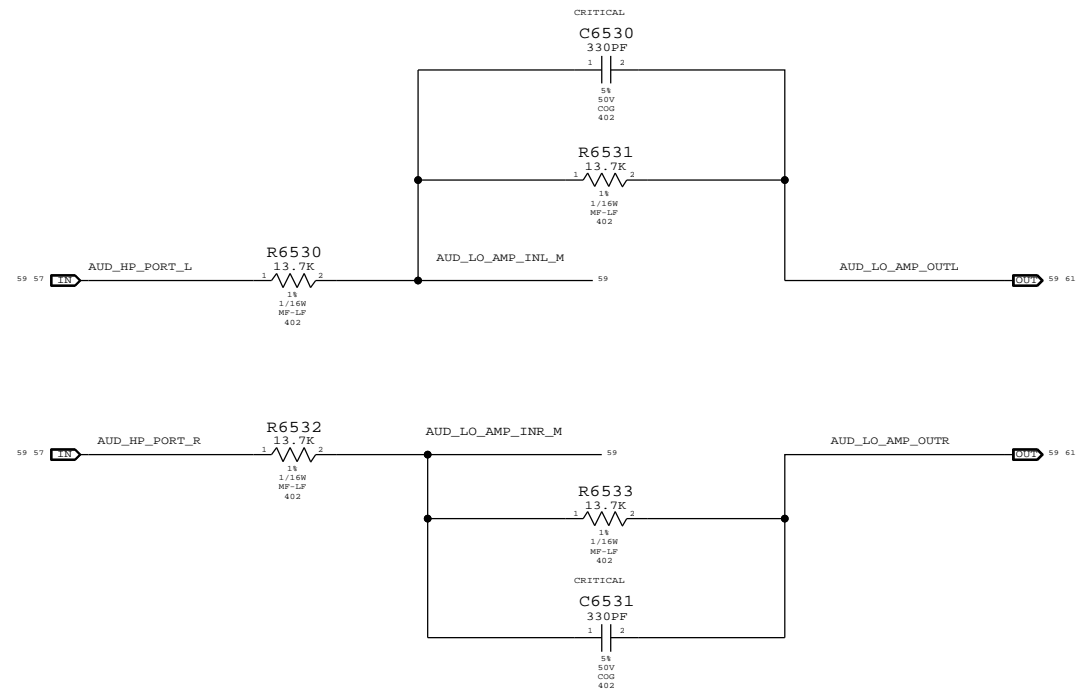 CRITICAL
C6530
330PF
1 2
5%
50V
COG
402
R6531
13.7K
1 2
1%
1/16W
MF-LF
402
59 57 IN AUD_HP_PORT_L
R6530
13.7K
1 2
1%
1/16W
MF-LF
402
AUD_LO_AMP_INL_M
59
AUD_LO_AMP_OUTL
OUT 59 61
59 57 IN AUD_HP_PORT_R
R6532
13.7K
1 2
1%
1/16W
MF-LF
402
AUD_LO_AMP_INR_M
59
AUD_LO_AMP_OUTR
OUT 59 61
R6533
13.7K
1 2
1%
1/16W
MF-LF
402
CRITICAL
C6531
330PF
1 2
5%
50V
COG
402